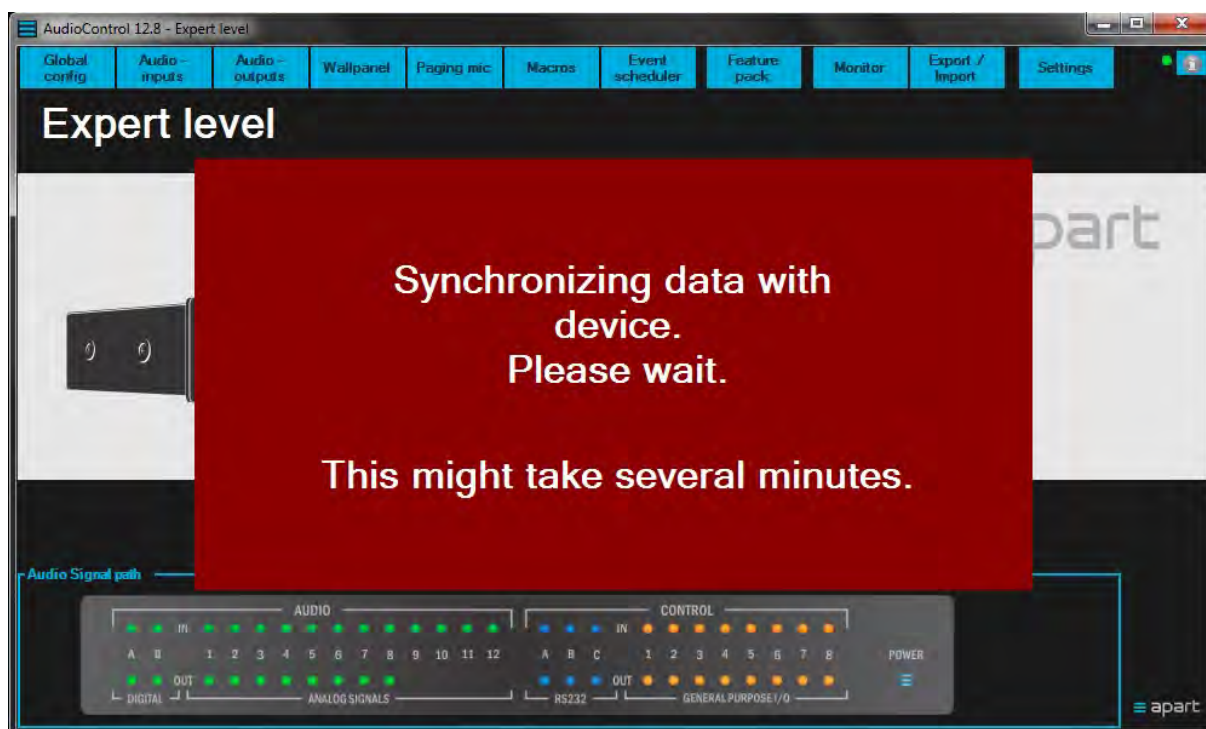 AudioControl 12.8 - Expert level
Global config
Audio - inputs
Audio - outputs
Wallpanel
Paging mic
Macros
Event scheduler
Feature pack
Monitor
Export / Import
Settings
Expert level
part
Synchronizing data with
device.
Please wait.
This might take several minutes.
Audio Signal path
AUDIO CONTROL
IN IN
A B 1 2 3 4 5 6 7 8 9 10 11 12 A B C 1 2 3 4 5 6 7 8 POWER
OUT OUT
DIGITAL ANALOG SIGNALS RS232 GENERAL PURPOSE I/O
apart